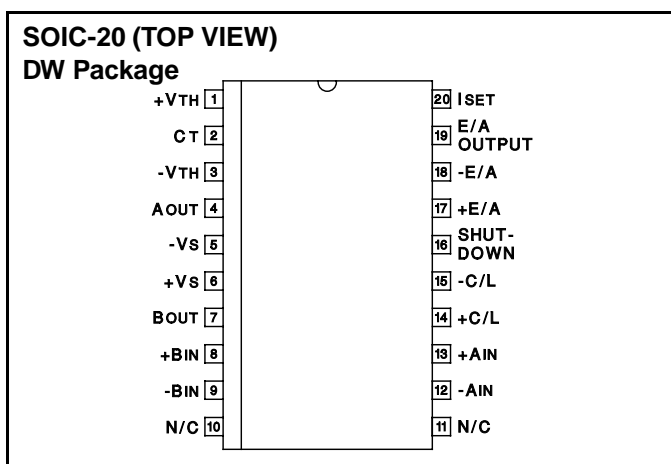 SOIC-20 (TOP VIEW)
DW Package
+VTH 1
CT 2
-VTH 3
AOUT 4
-VS 5
+VS 6
BOUT 7
+BIN 8
-BIN 9
N/C 10
20 ISET
19 E/A
OUTPUT
18 -E/A
17 +E/A
16 SHUT-
DOWN
15 -C/L
14 +C/L
13 +AIN
12 -AIN
11 N/C